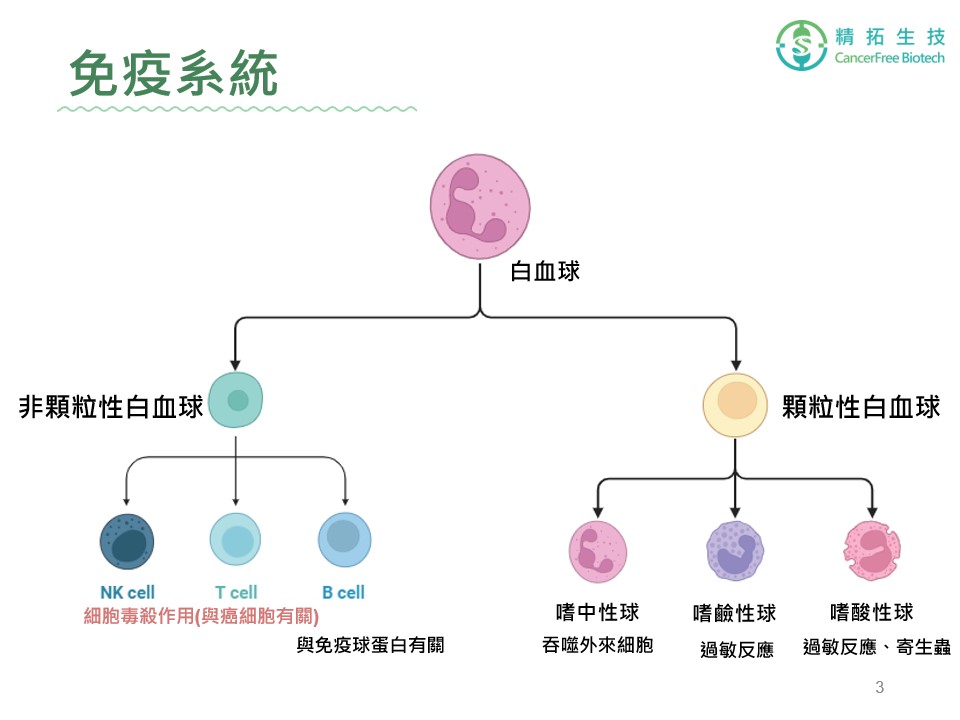 免疫系統
精拓生技
CancerFree Biotech
白血球
非顆粒性白血球
顆粒性白血球
NK cell
T cell
B cell
細胞毒殺作用(與癌細胞有關)
與免疫球蛋白有關
嗜中性球
嗜鹼性球
嗜酸性球
吞噬外來細胞
過敏反應
過敏反應、寄生蟲
3